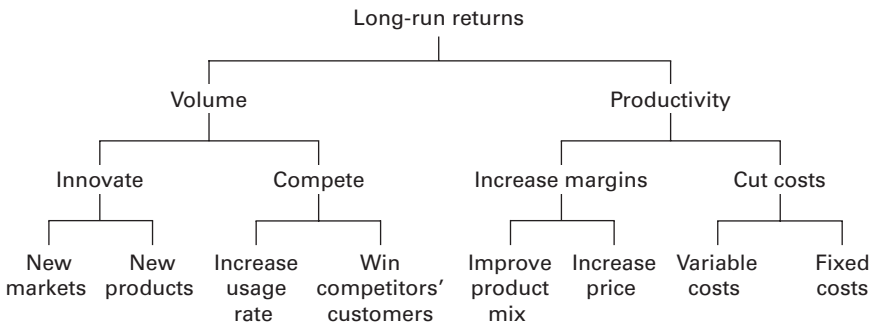 Long-run returns
Volume
Productivity
Innovate
Compete
Increase margins
Cut costs
New
markets
New
products
Increase
usage
rate
Win
competitors’
customers
Improve
product
mix
Increase
price
Variable
costs
Fixed
costs